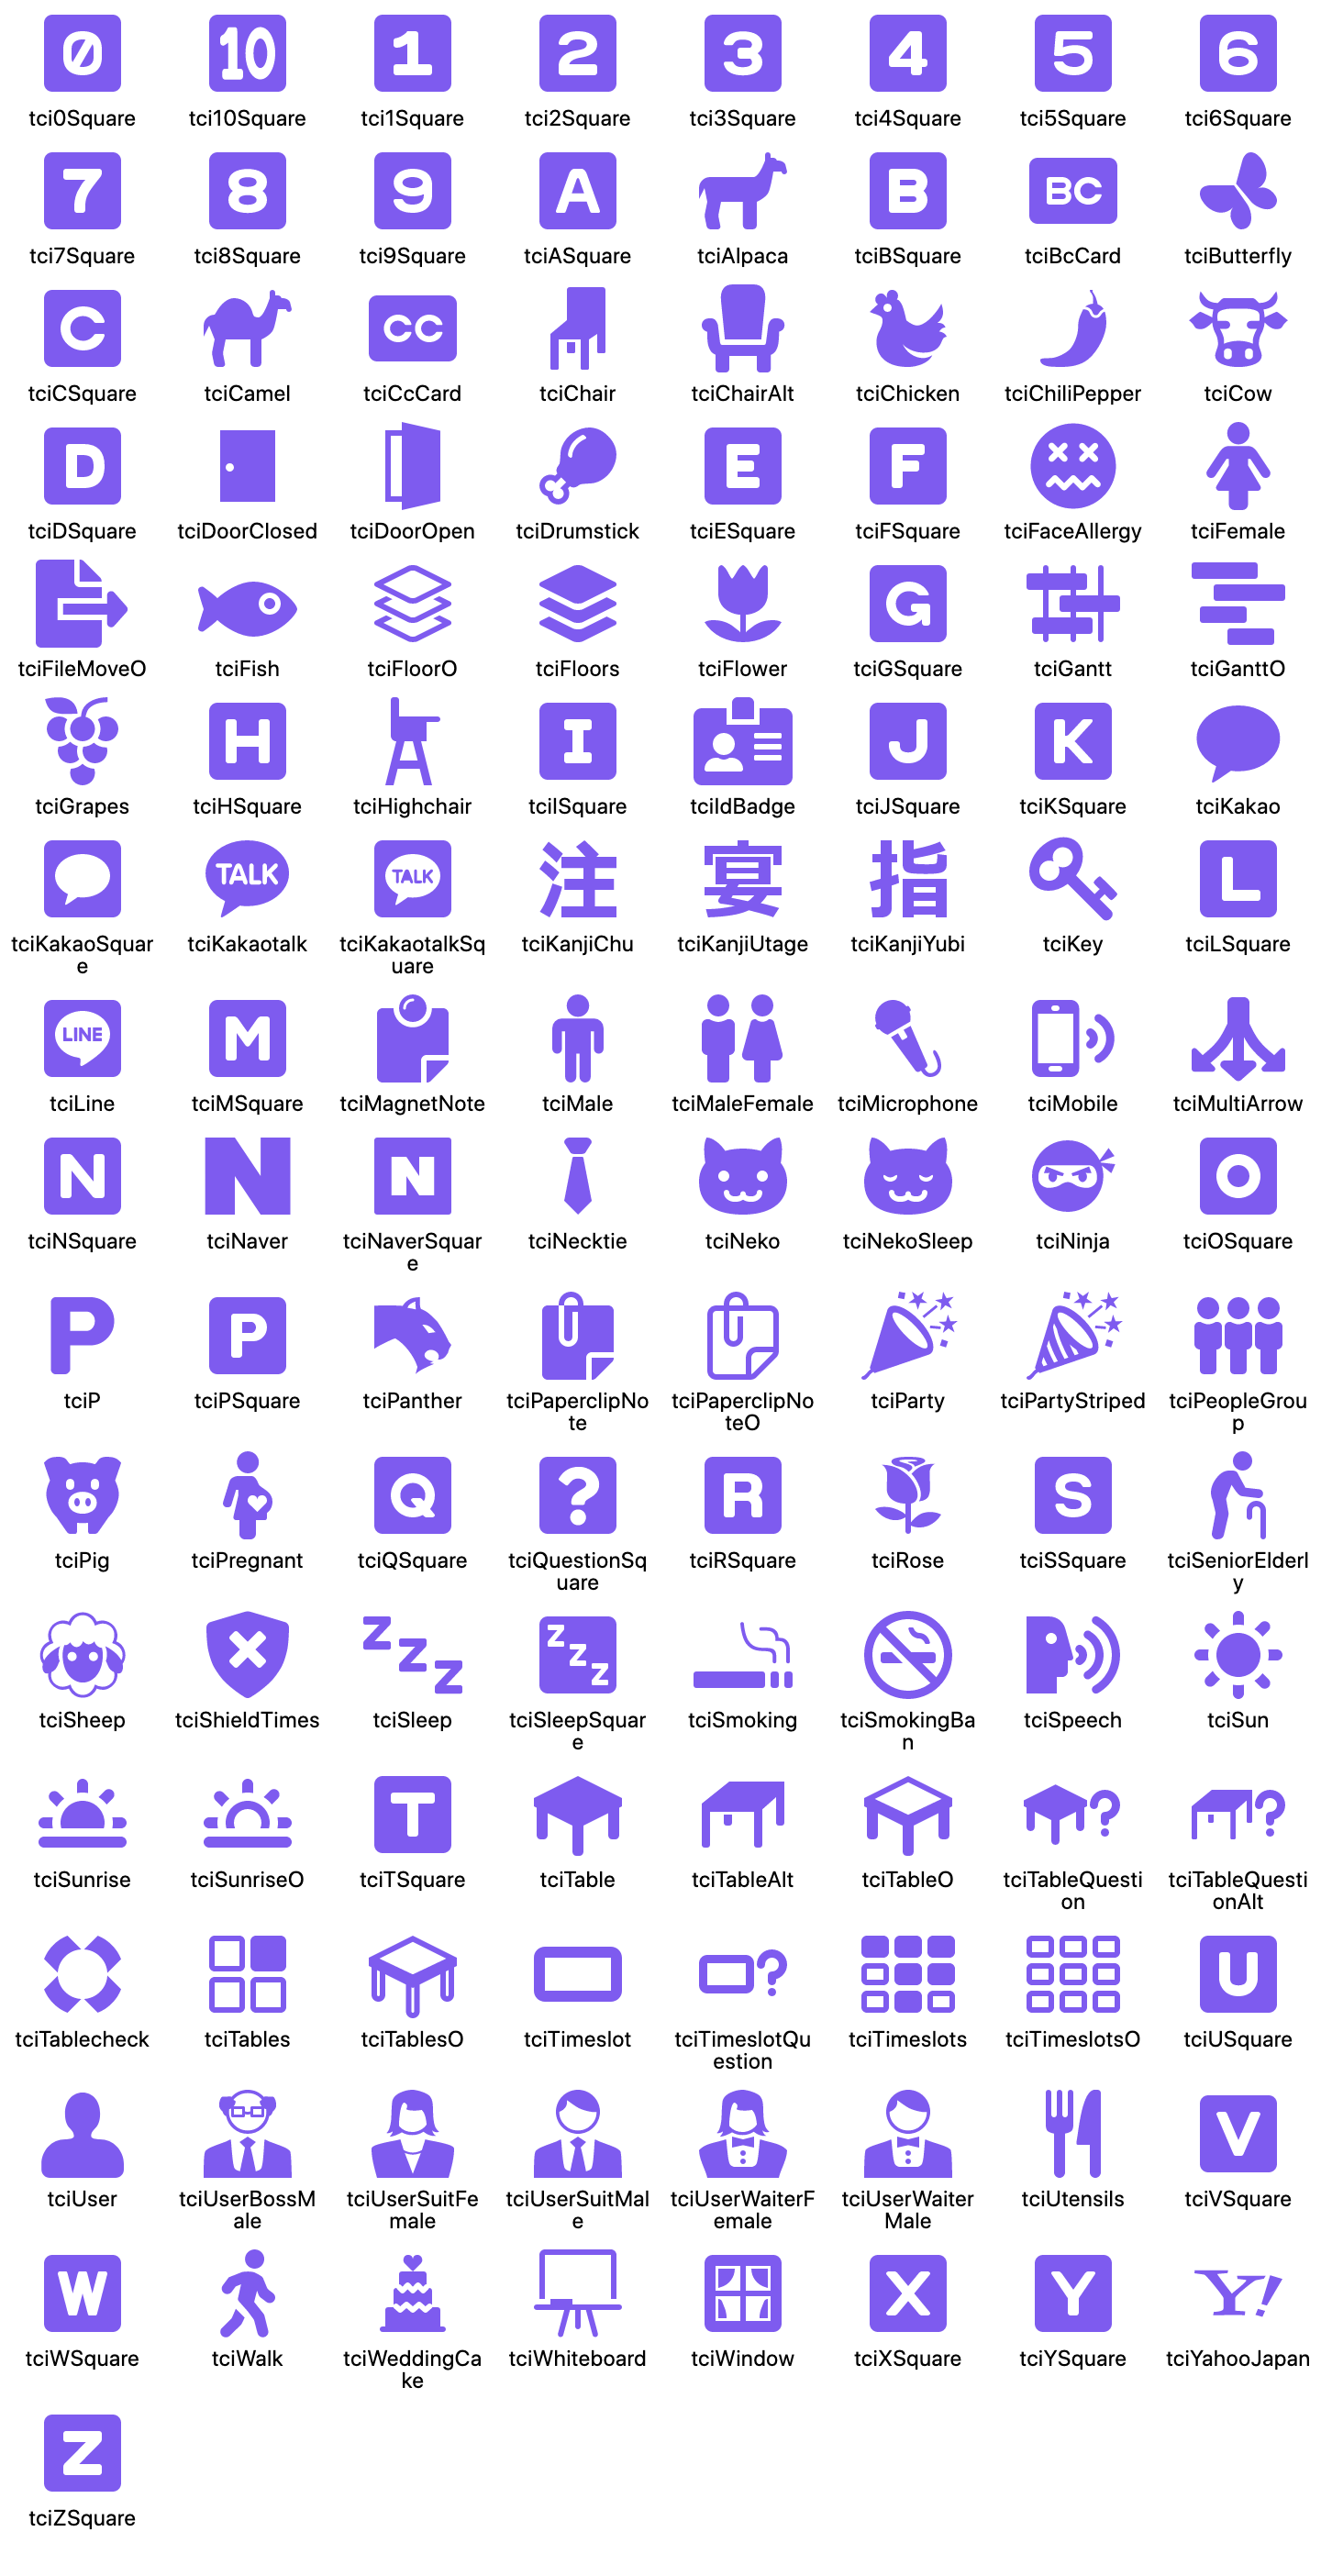 0 10 1 2 3 4 5 6
tci0Square tci10Square tci1Square tci2Square tci3Square tci4Square tci5Square tci6Square
7 8 9 A B BC
tci7Square tci8Square tci9Square tciASquare tciAlpaca tciBSquare tciBcCard tciButterfly
C CC
tciCSquare tciCamel tciCcCard tciChair tciChairAlt tciChicken tciChiliPepper tciCow
D E F
tciDSquare tciDoorClosed tciDoorOpen tciDrumstick tciESquare tciFSquare tciFaceAllergy tciFemale
G
tciFileMoveO tciFish tciFloorO tciFloors tciFlower tciGSquare tciGantt tciGanttO
H I J K
tciGrapes tciHSquare tciHighchair tciISquare tciIdBadge tciJSquare tciKSquare tciKakao
TALK TALK 注 宴 指 L
tciKakaoSquar tciKakaotalk tciKakaotalkSq tciKanjiChu tciKanjiUtage tciKanjiYubi tciKey tciLSquare
e uare
LINE M
tciLine tciMSquare tciMagnetNote tciMale tciMaleFemale tciMicrophone tciMobile tciMultiArrow
N N N O
tciNSquare tciNaver tciNaverSquar tciNecktie tciNeko tciNekoSleep tciNinja tciOSquare
e
P P
tciP tciPSquare tciPanther tciPaperclipNo tciPaperclipNo tciParty tciPartyStriped tciPeopleGrou
te teO p
Q ? R S
tciPig tciPregnant tciQSquare tciQuestionSq tciRSquare tciRose tciSSquare tciSeniorElderl
uare y
z z z z z z
tciSheep tciShieldTimes tciSleep tciSleepSquar tciSmoking tciSmokingBa tciSpeech tciSun
e n
T ? ?
tciSunrise tciSunriseO tciTSquare tciTable tciTableAlt tciTableO tciTableQuesti tciTableQuesti
on onAlt
? U
tciTablecheck tciTables tciTablesO tciTimeslot tciTimeslotQu tciTimeslots tciTimeslotsO tciUSquare
estion
V
tciUser tciUserBossM tciUserSuitFe tciUserSuitMal tciUserWaiterF tciUserWaiter tciUtensils tciVSquare
ale male e emale Male
W X Y Y!
tciWSquare tciWalk tciWeddingCa tciWhiteboard tciWindow tciXSquare tciYSquare tciYahooJapan
ke
Z
tciZSquare